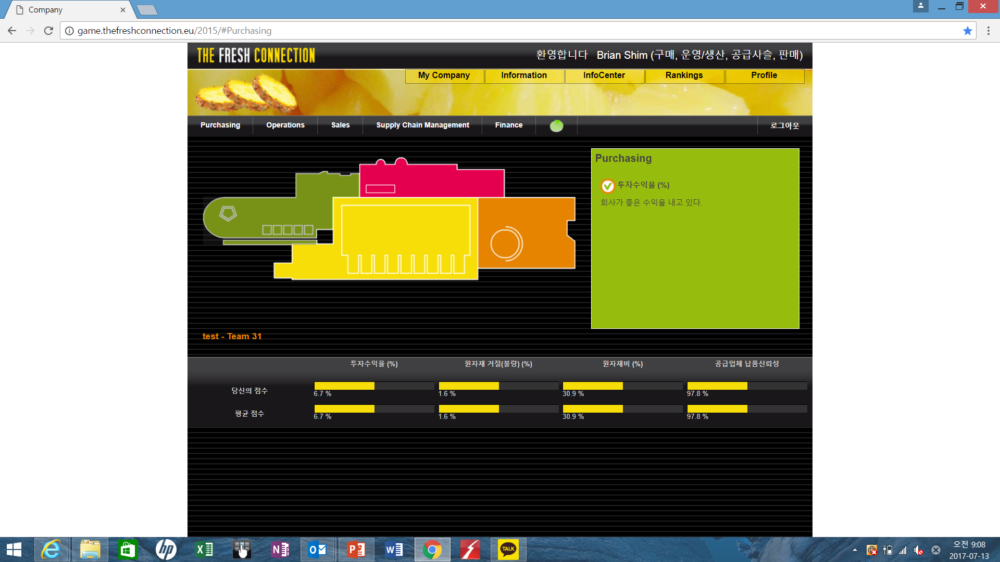 Company
game.thefreshconnection.eu/2015/#Purchasing
THE FRESH CONNECTION
환영합니다 Brian Shim (구매, 운영/생산, 공급사슬, 판매)
My Company Information InfoCenter Rankings Profile
Purchasing Operations Sales Supply Chain Management Finance 로그아웃
Purchasing
투자수익율 (%)
회사가 좋은 수익을 내고 있다.
test - Team 31
투자수익율 (%) 원자재 거절(불량) (%) 원자재비 (%) 공급업체 납품신뢰성
당신의 점수
6.7 % 1.6 % 30.9 % 97.8 %
평균 점수
6.7 % 1.6 % 30.9 % 97.8 %
hp
X
N
O
P
W
TALK
오전 9:08
2017-07-13